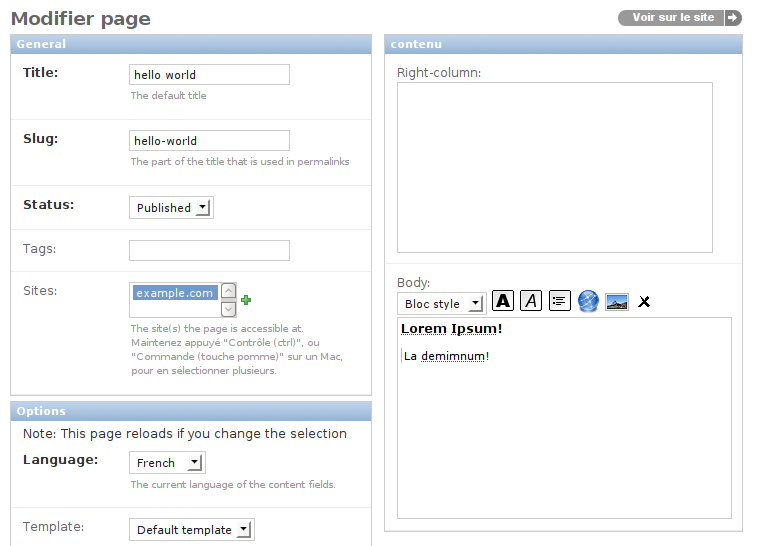 Modifier page
Voir sur le site
General
Title:
hello world
The default title
Slug:
hello-world
The part of the title that is used in permalinks
Status:
Published
Tags:
Sites:
example.com
The site(s) the page is accessible at.
Maintenez appuyé "Contrôle (ctrl)", ou
"Commande (touche pomme)" sur un Mac,
pour en sélectionner plusieurs.
Options
Note: This page reloads if you change the selection
Language:
French
The current language of the content fields.
Template:
Default template
contenu
Right-column:
Body:
Bloc style
A
A
Lorem Ipsum!
La demimnum!